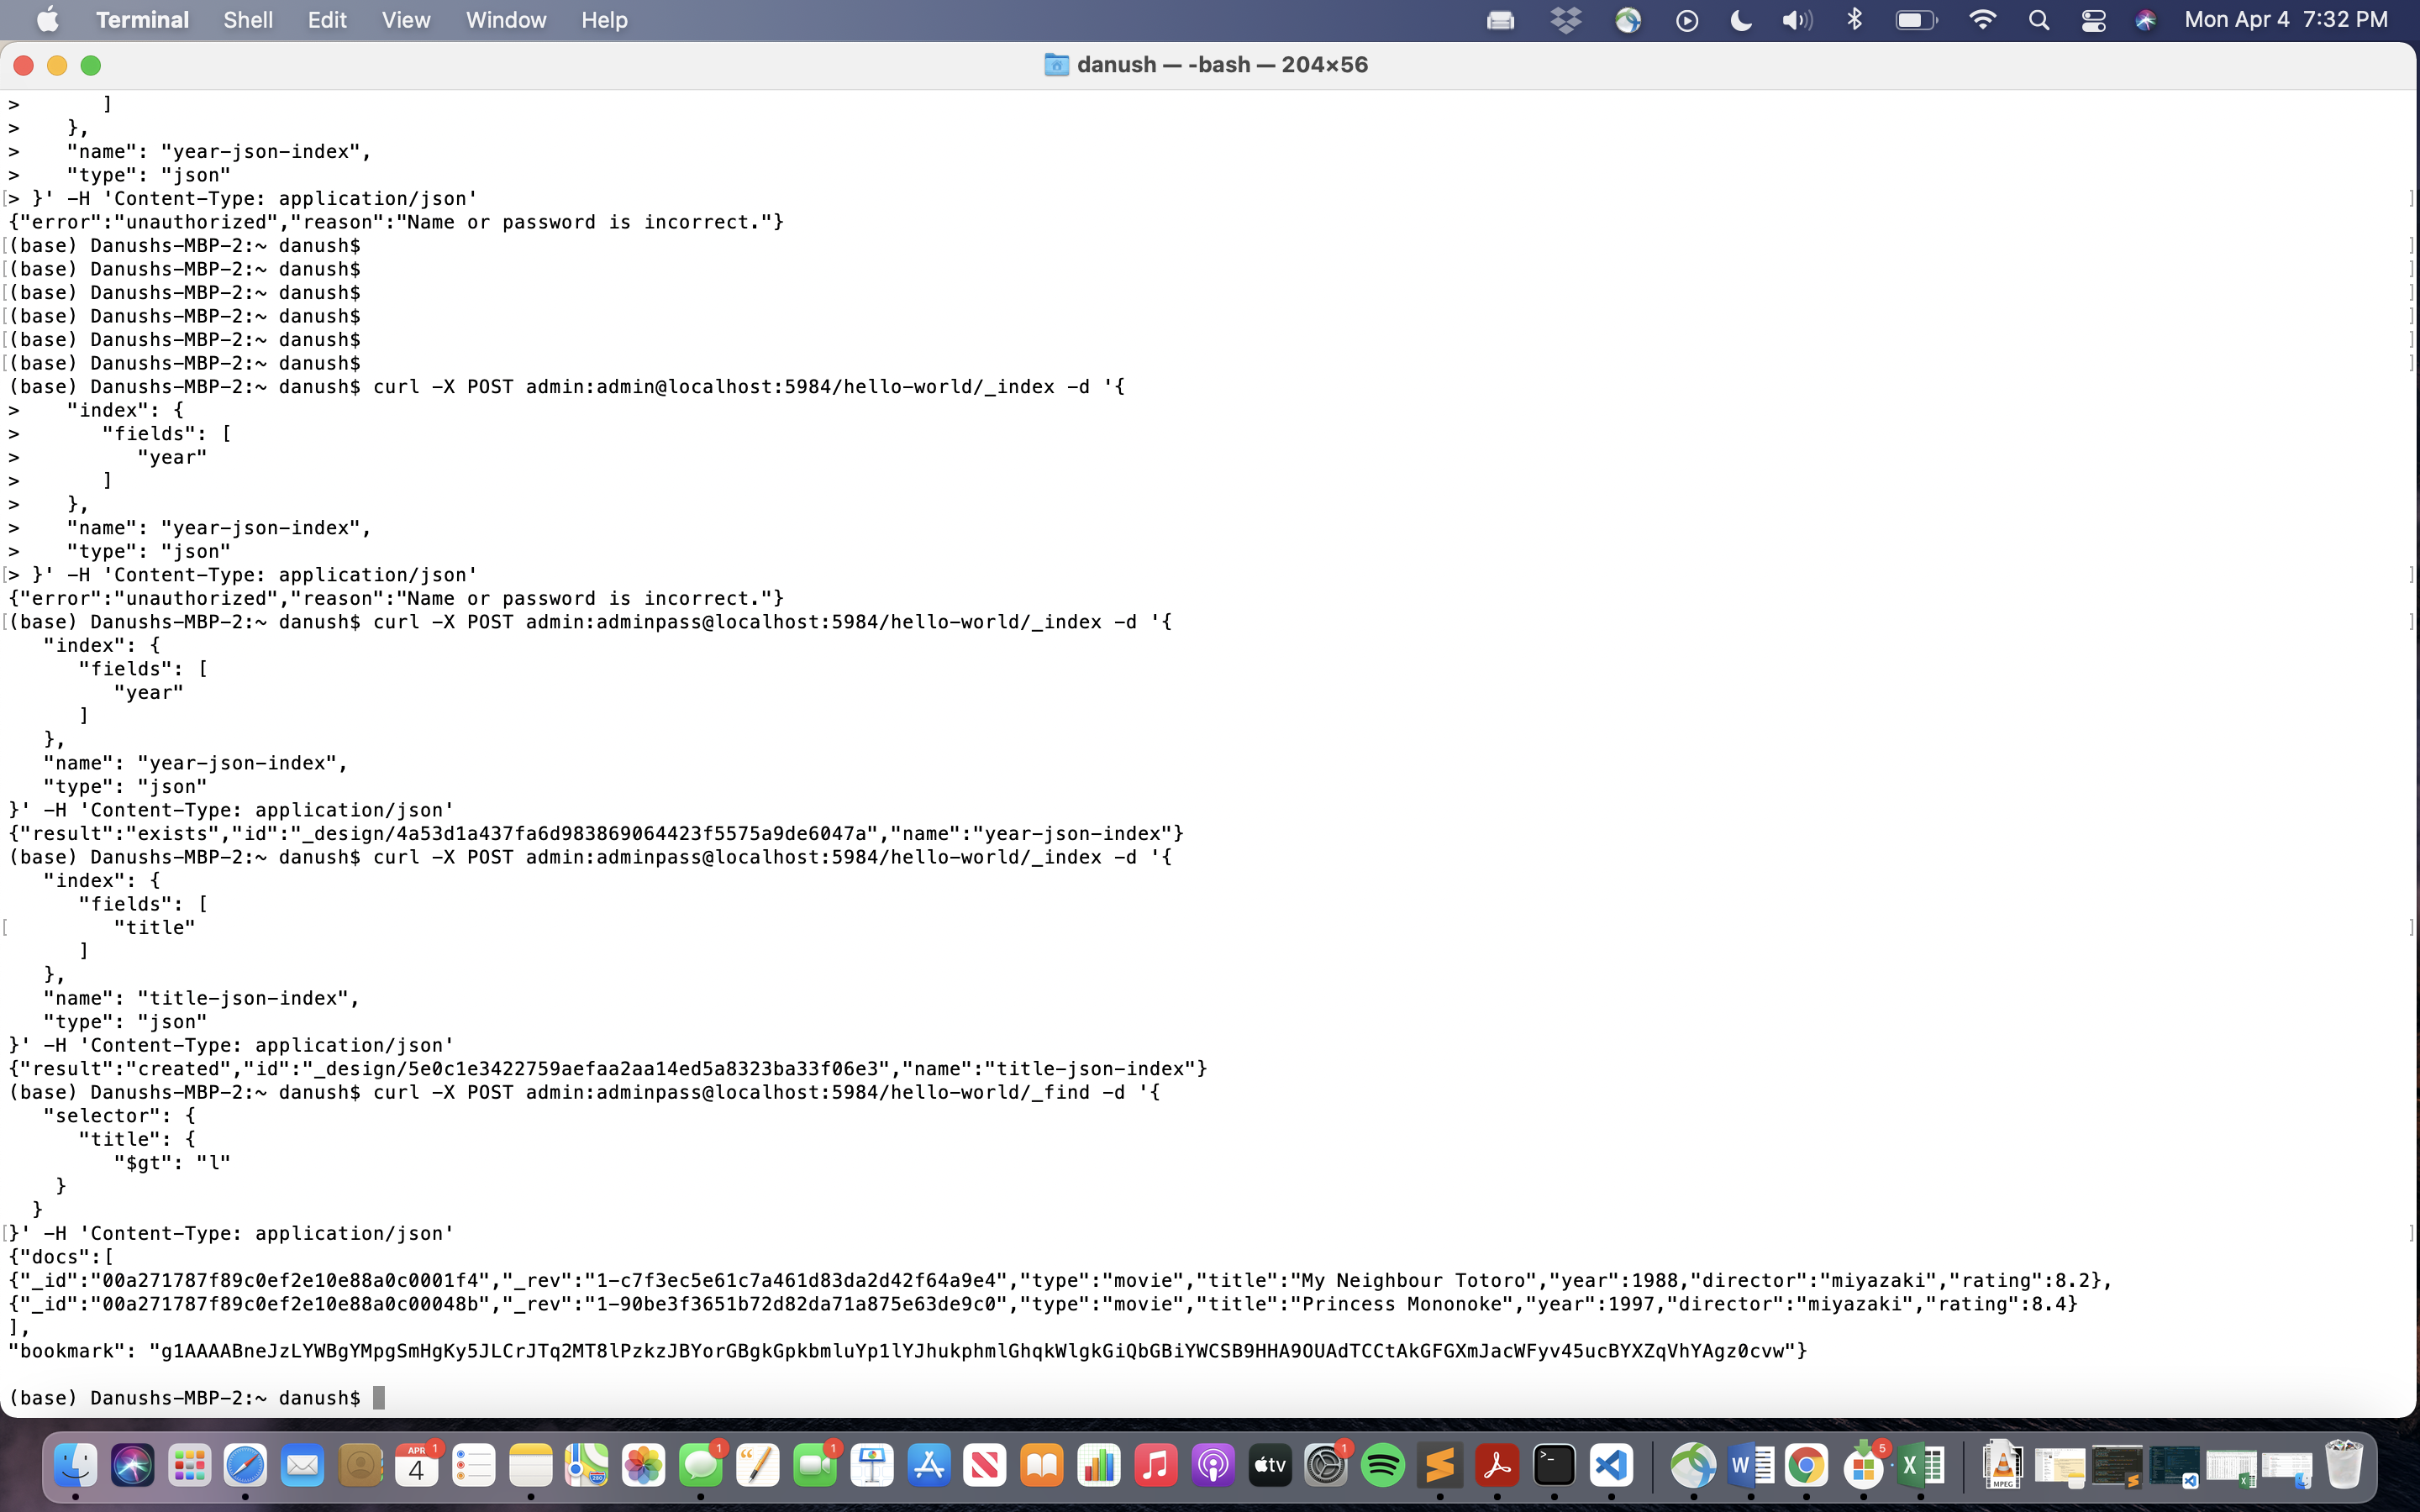 Terminal Shell Edit View Window Help Mon Apr 4 7:32 PM
danush — -bash — 204×56
>       ]
>    },
>    "name": "year-json-index",
>    "type": "json"
[> }' -H 'Content-Type: application/json' ]
{"error":"unauthorized","reason":"Name or password is incorrect."}
[(base) Danushs-MBP-2:~ danush$ ]
[(base) Danushs-MBP-2:~ danush$ ]
[(base) Danushs-MBP-2:~ danush$ ]
[(base) Danushs-MBP-2:~ danush$ ]
[(base) Danushs-MBP-2:~ danush$ ]
[(base) Danushs-MBP-2:~ danush$ ]
(base) Danushs-MBP-2:~ danush$ curl -X POST admin:admin@localhost:5984/hello-world/_index -d '{
>    "index": {
>       "fields": [
>          "year"
>       ]
>    },
>    "name": "year-json-index",
>    "type": "json"
[> }' -H 'Content-Type: application/json' ]
{"error":"unauthorized","reason":"Name or password is incorrect."}
[(base) Danushs-MBP-2:~ danush$ curl -X POST admin:adminpass@localhost:5984/hello-world/_index -d '{ ]
   "index": {
      "fields": [
         "year"
      ]
   },
   "name": "year-json-index",
   "type": "json"
}' -H 'Content-Type: application/json'
{"result":"exists","id":"_design/4a53d1a437fa6d983869064423f5575a9de6047a","name":"year-json-index"}
(base) Danushs-MBP-2:~ danush$ curl -X POST admin:adminpass@localhost:5984/hello-world/_index -d '{
   "index": {
      "fields": [
[         "title" ]
      ]
   },
   "name": "title-json-index",
   "type": "json"
}' -H 'Content-Type: application/json'
{"result":"created","id":"_design/5e0c1e3422759aefaa2aa14ed5a8323ba33f06e3","name":"title-json-index"}
(base) Danushs-MBP-2:~ danush$ curl -X POST admin:adminpass@localhost:5984/hello-world/_find -d '{
   "selector": {
      "title": {
         "$gt": "l"
    }
  }
[}' -H 'Content-Type: application/json' ]
{"docs":[
{"_id":"00a271787f89c0ef2e10e88a0c0001f4","_rev":"1-c7f3ec5e61c7a461d83da2d42f64a9e4","type":"movie","title":"My Neighbour Totoro","year":1988,"director":"miyazaki","rating":8.2},
{"_id":"00a271787f89c0ef2e10e88a0c00048b","_rev":"1-90be3f3651b72d82da71a875e63de9c0","type":"movie","title":"Princess Mononoke","year":1997,"director":"miyazaki","rating":8.4}
],
"bookmark": "g1AAAABneJzLYWBgYMpgSmHgKy5JLCrJTq2MT8lPzkzJBYorGBgkGpkbmluYp1lYJhukphmlGhqkWlgkGiQbGBiYWCSB9HHA9OUAdTCCtAkGFGXmJacWFyv45ucBYXZqVhYAgz0cvw"}
(base) Danushs-MBP-2:~ danush$
APR 1
4
1 1 280 tv 1 >_ W 5 X MPEG